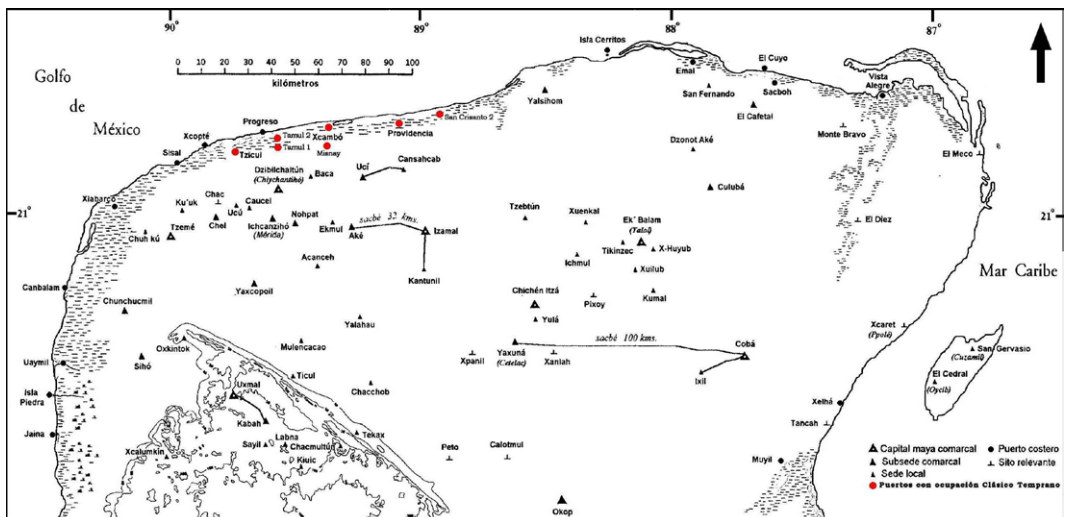 90°
89°
88°
87°
Golfo
de
México
0 10 20 30 40 50 60 70 80 90 100
kilómetros
Isla Cerritos
Emal
El Cuyo
Sacboh
San Fernando
El Cafetal
Yalsihom
Vista
Alegre
Monte Bravo
El Meco
Dzonot Aké
San Crisanto 2
Providencia
Xcambó
Misnay
Progreso
Tamul 2
Tamul 1
Tzicul
Xcopté
Sisal
Dzibilchaltún
(Chiychantihó)
Baca
Ucí
Cansahcab
Culubá
Xlabarco
21°
Ku'uk
Chac
Ucú
Caucel
Chel
Ichcanzihó
(Mérida)
Nohpat
Ekmul
Aké
sacbé 32 kms.
Izamal
Kantunil
Chuh kú
Tzemé
Acanceh
Yaxcopoil
Tzebtún
Xuenkal
Ek' Balam
(Talol)
Tikinzec
X-Huyub
Ichmul
Xuilub
Kumal
Pixoy
El Diez
21°
Mar Caribe
Canbalam
Chunchucmil
Chichén Itzá
Yulá
Yalahau
Mulencacao
Oxkintok
Sihó
Uaymil
Isla
Piedra
Jaina
Ticul
Uxmal
Kabah
Sayil
Labna
Chacmultún
Kiuic
Xcalumkin
Tekax
Chacchob
Xpanil
Yaxuná
(Cetelac)
Xanlah
sacbé 100 kms.
Cobá
Ixil
Peto
Calotmul
Okop
Xcaret
(Ppolé)
San Gervasio
(Cuzamil)
El Cedral
(Oycib)
Xelhá
Tancah
Muyil
Capital maya comarcal
Puerto costero
Subsede comarcal
Sito relevante
Sede local
Puertos con ocupación Clásico Temprano